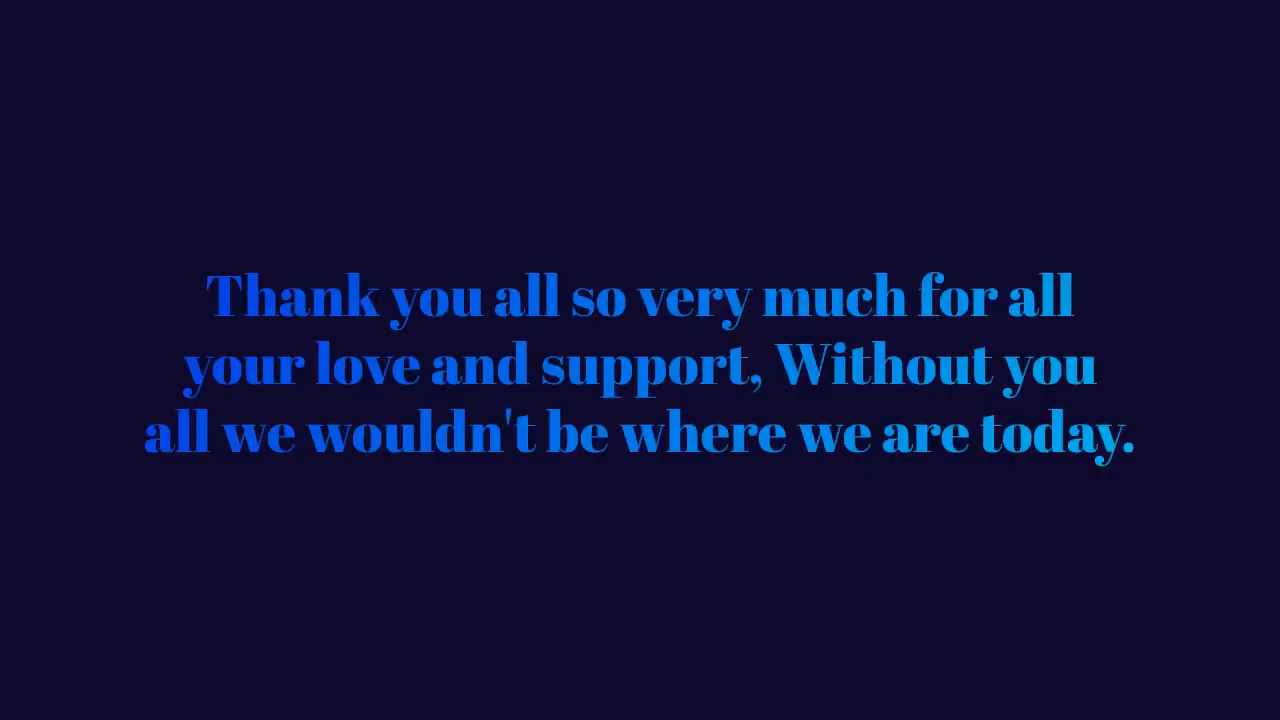 Thank you all so very much for all
your love and support, Without you
all we wouldn't be where we are today.